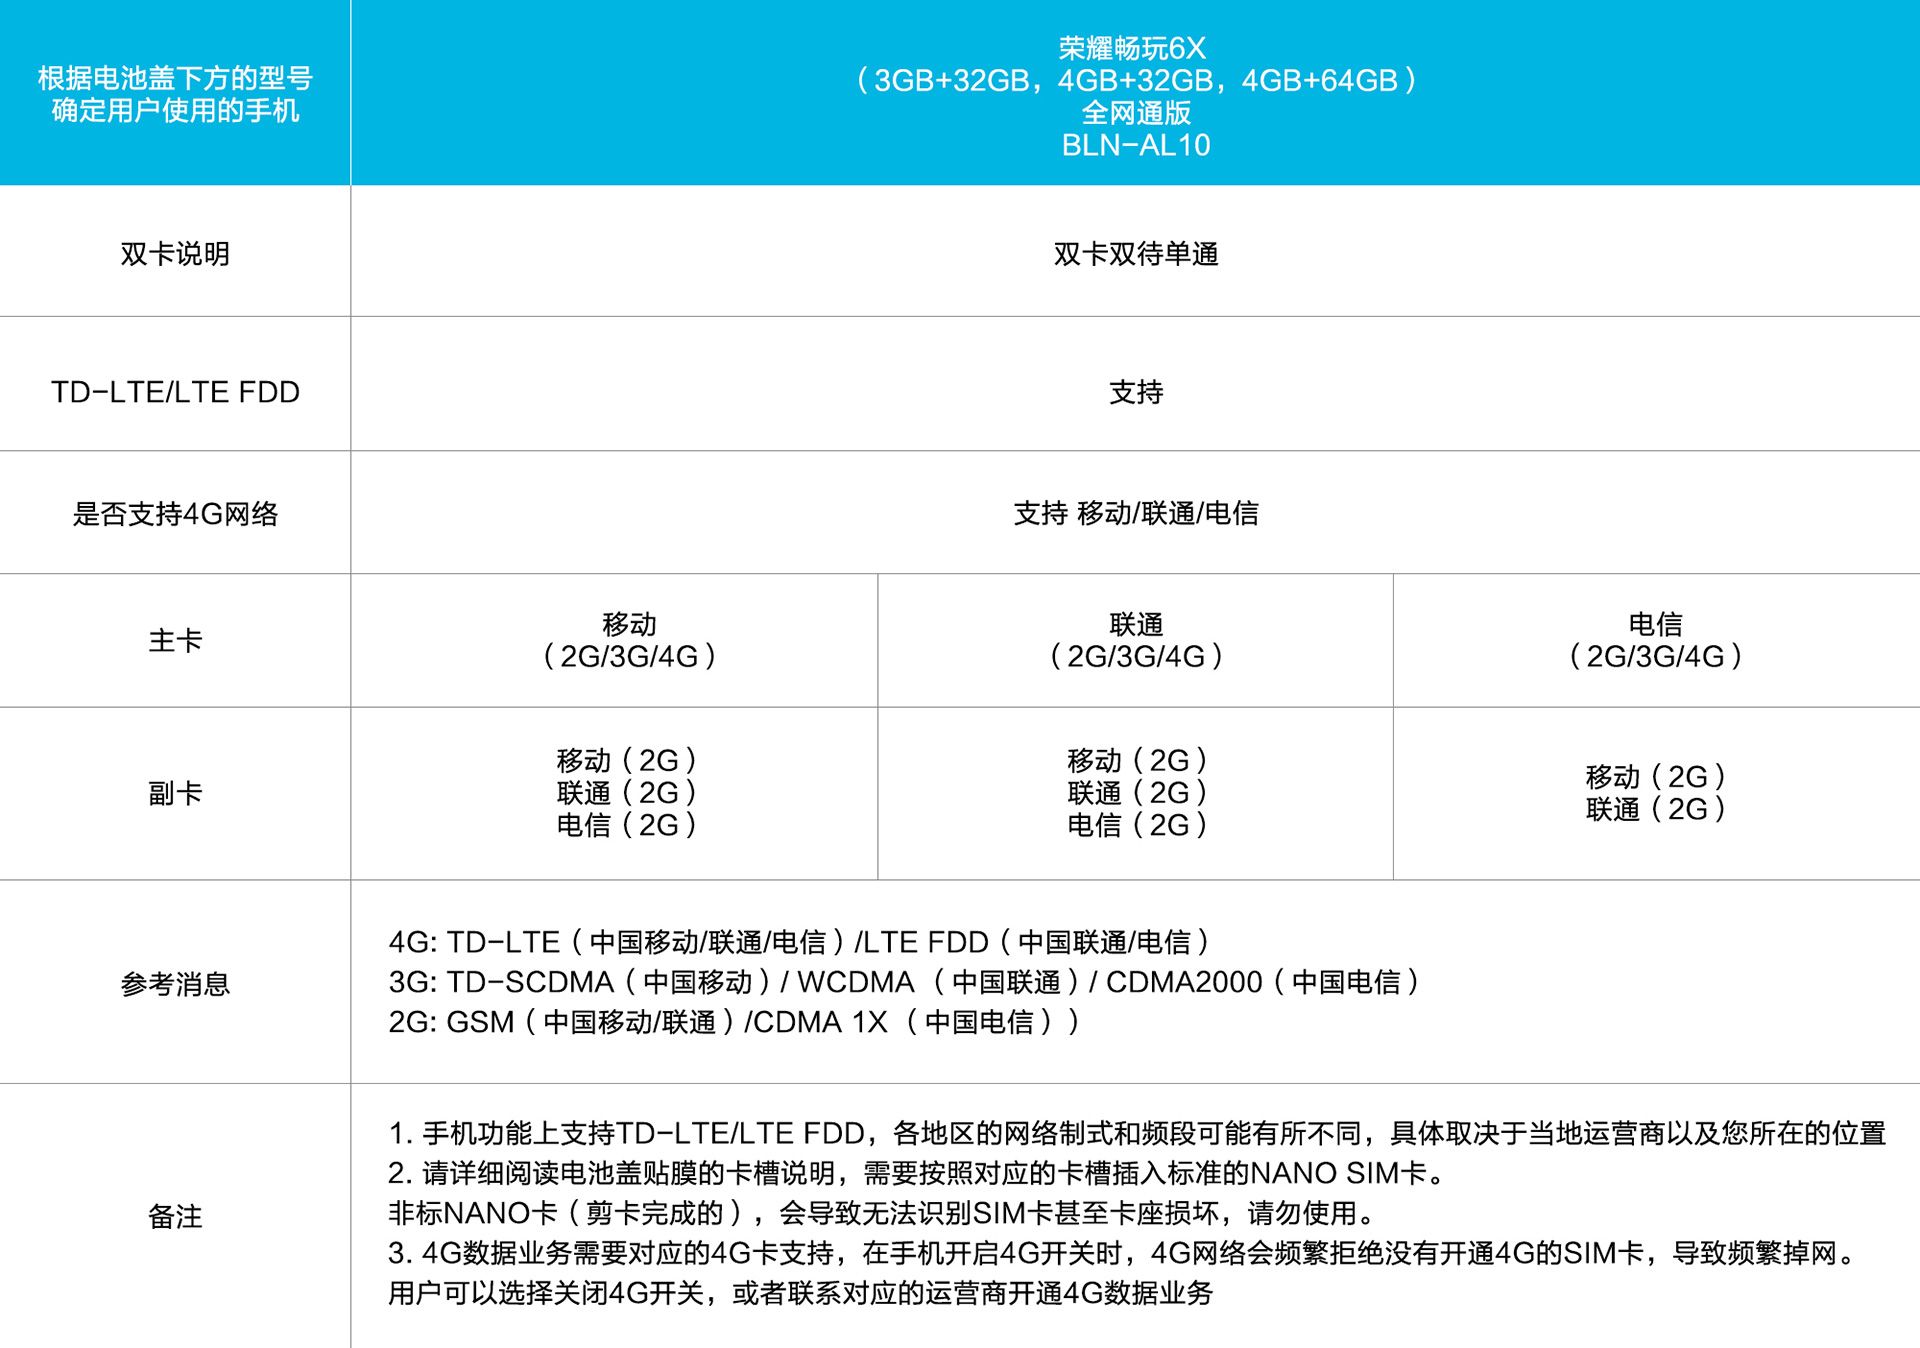 根据电池盖下方的型号
确定用户使用的手机
荣耀畅玩6X
（3GB+32GB，4GB+32GB，4GB+64GB）
全网通版
BLN-AL10
双卡说明
双卡双待单通
TD-LTE/LTE FDD
支持
是否支持4G网络
支持 移动/联通/电信
主卡
移动
（2G/3G/4G）
联通
（2G/3G/4G）
电信
（2G/3G/4G）
副卡
移动（2G）
联通（2G）
电信（2G）
移动（2G）
联通（2G）
电信（2G）
移动（2G）
联通（2G）
参考消息
4G: TD-LTE（中国移动/联通/电信）/LTE FDD（中国联通/电信）
3G: TD-SCDMA（中国移动）/ WCDMA （中国联通）/ CDMA2000（中国电信）
2G: GSM（中国移动/联通）/CDMA 1X （中国电信））
备注
1. 手机功能上支持TD-LTE/LTE FDD，各地区的网络制式和频段可能有所不同，具体取决于当地运营商以及您所在的位置
2. 请详细阅读电池盖贴膜的卡槽说明，需要按照对应的卡槽插入标准的NANO SIM卡。
非标NANO卡（剪卡完成的），会导致无法识别SIM卡甚至卡座损坏，请勿使用。
3. 4G数据业务需要对应的4G卡支持，在手机开启4G开关时，4G网络会频繁拒绝没有开通4G的SIM卡，导致频繁掉网。
用户可以选择关闭4G开关，或者联系对应的运营商开通4G数据业务